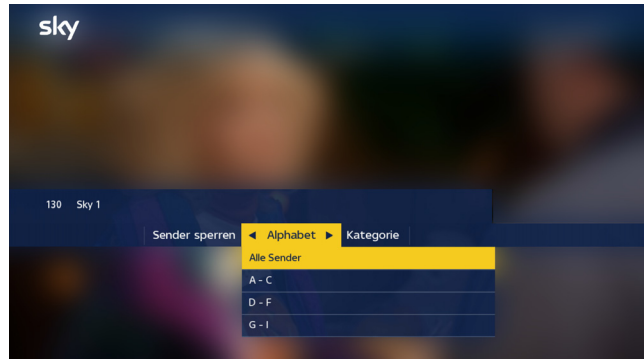 sky
130 Sky 1
Sender sperren ◄ Alphabet ► Kategorie
Alle Sender
A - C
D - F
G - I